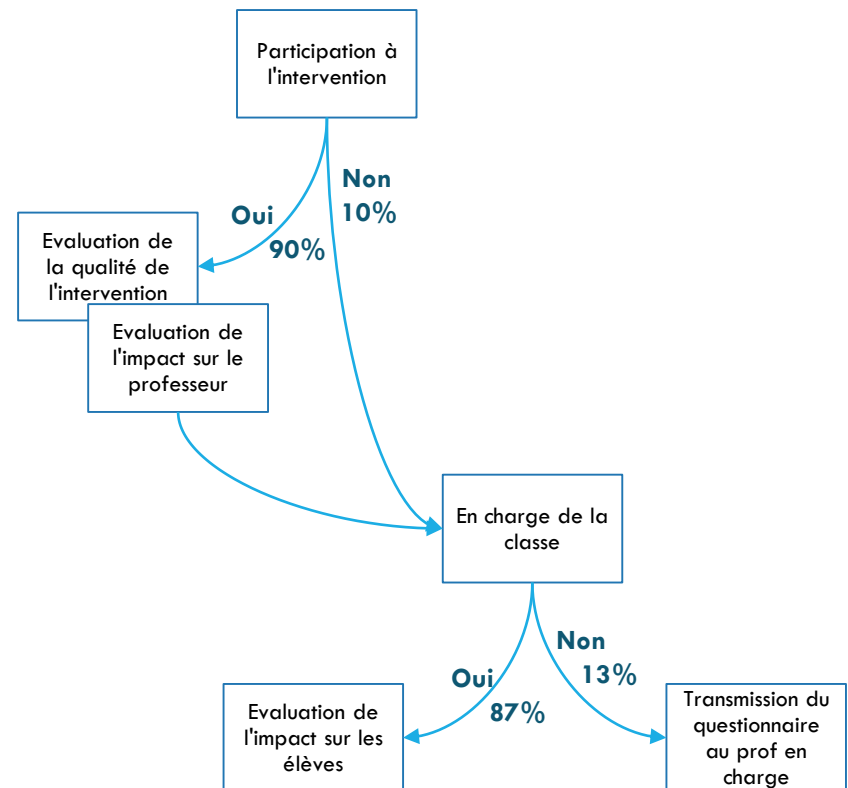 Participation à
l'intervention
Non
10%
Oui
90%
Evaluation de
la qualité de
l'intervention
Evaluation de
l'impact sur le
professeur
En charge de la
classe
Non
13%
Oui
87%
Evaluation de
l'impact sur les
élèves
Transmission du
questionnaire
au prof en
charge